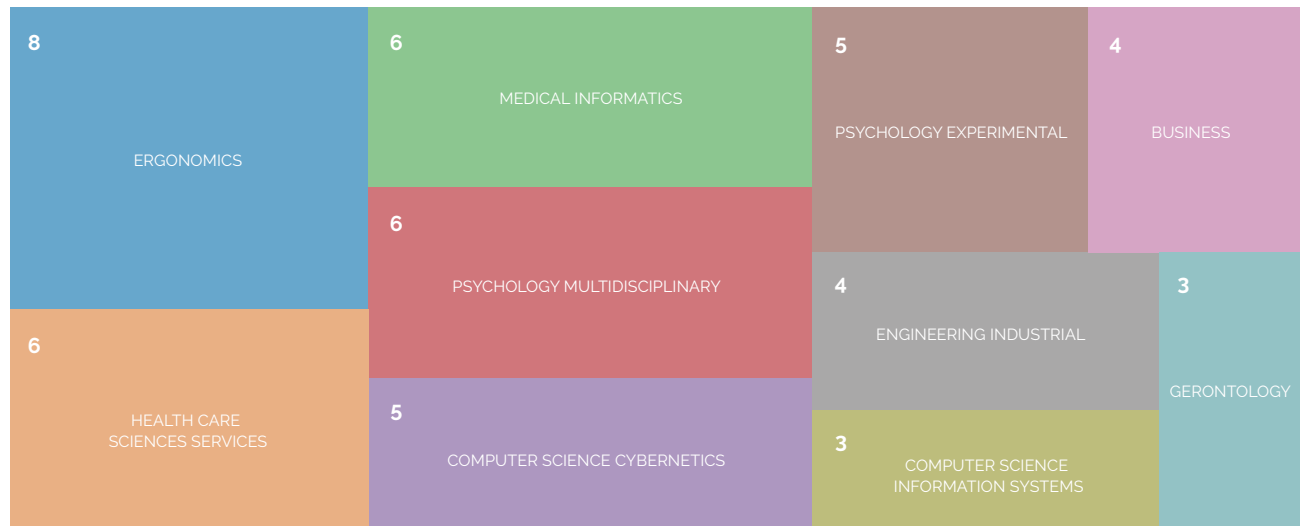 8
ERGONOMICS
6
HEALTH CARE
SCIENCES SERVICES
6
MEDICAL INFORMATICS
6
PSYCHOLOGY MULTIDISCIPLINARY
5
COMPUTER SCIENCE CYBERNETICS
5
PSYCHOLOGY EXPERIMENTAL
4
BUSINESS
4
ENGINEERING INDUSTRIAL
3
COMPUTER SCIENCE
INFORMATION SYSTEMS
3
GERONTOLOGY